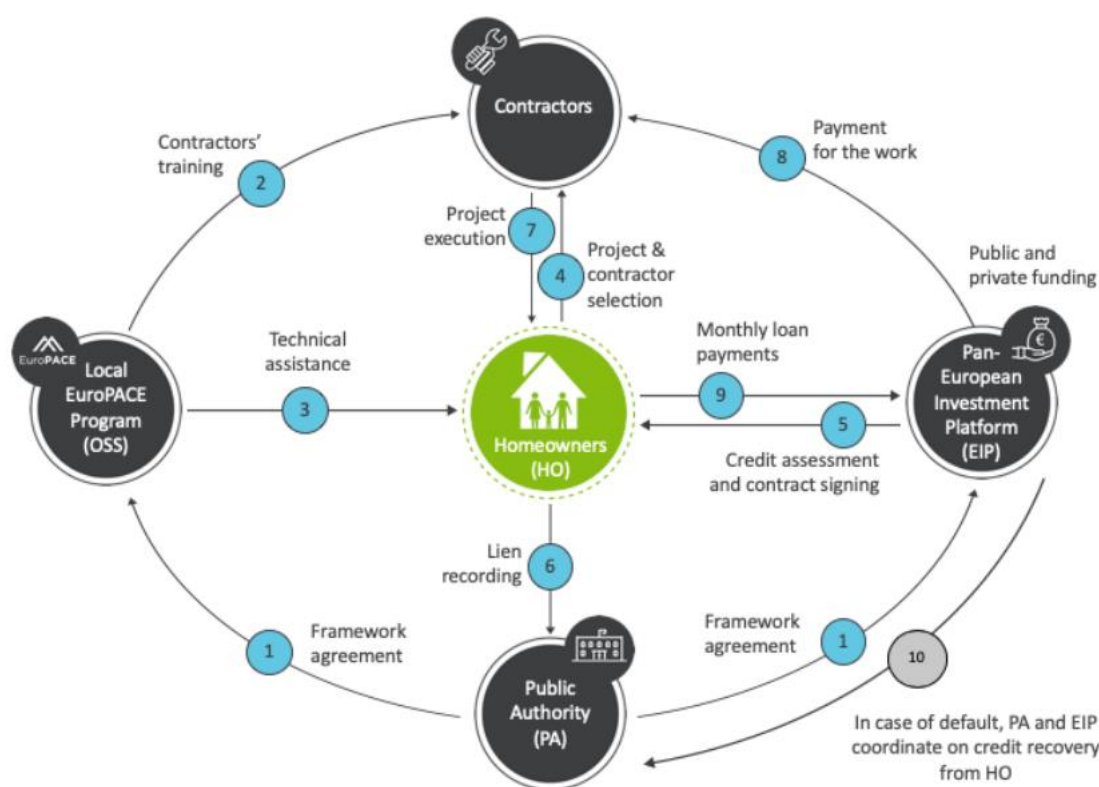 Contractors
Contractors'
training
2
Payment
for the work
8
Project
execution
7
4
Project &
contractor
selection
Public and
private funding
EuroPACE
Local
EuroPACE
Program
(OSS)
Technical
assistance
3
Homeowners
(HO)
Monthly loan
payments
9
5
Credit assessment
and contract signing
€
Pan-
European
Investment
Platform
(EIP)
Lien
recording
6
1
Framework
agreement
Framework
agreement
1
10
Public
Authority
(PA)
In case of default, PA and EIP
coordinate on credit recovery
from HO